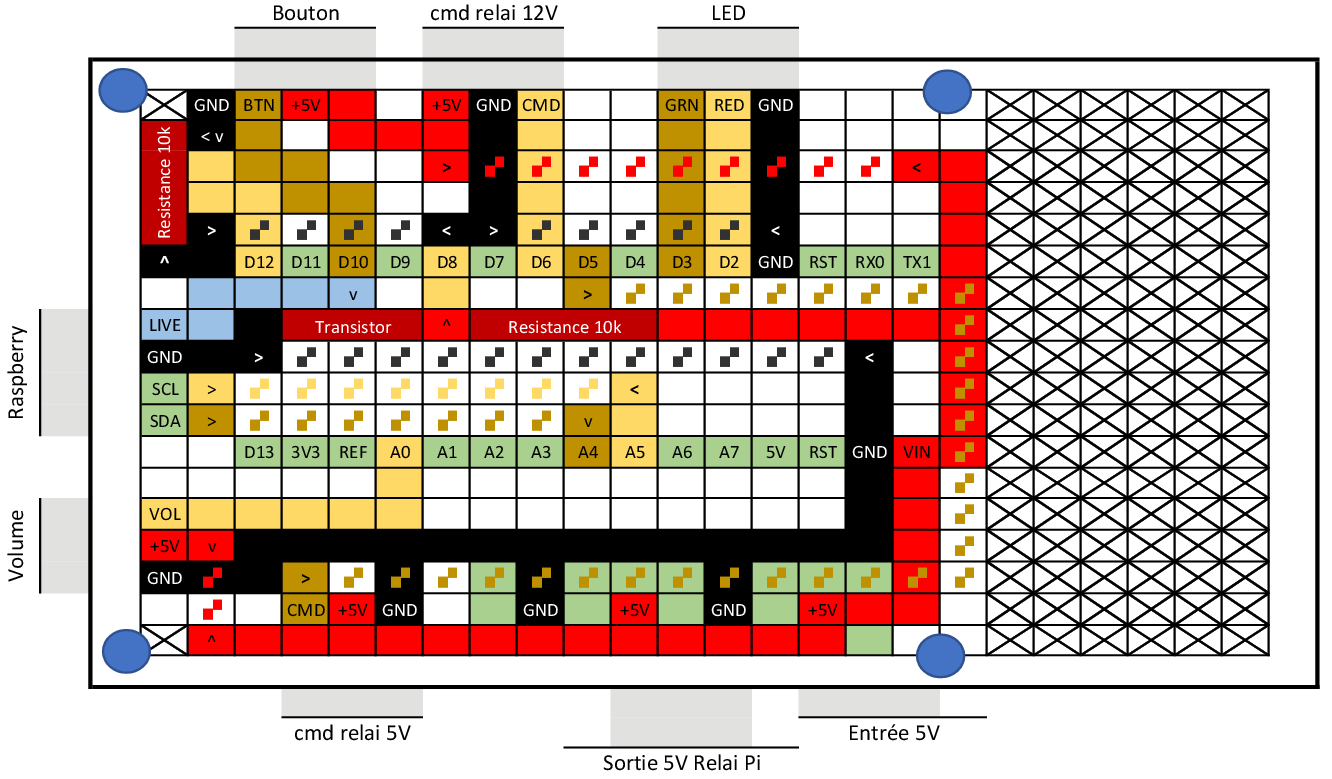 Bouton cmd relai 12V LED
GND BTN +5V +5V GND CMD GRN RED GND
< v
Resistance 10k
> <
> < > <
^ D12 D11 D10 D9 D8 D7 D6 D5 D4 D3 D2 GND RST RX0 TX1
v >
Raspberry
LIVE Transistor ^ Resistance 10k
GND > <
SCL > <
SDA > v
D13 3V3 REF A0 A1 A2 A3 A4 A5 A6 A7 5V RST GND VIN
Volume
VOL
+5V v
GND >
CMD +5V GND GND +5V GND +5V
^
cmd relai 5V Entrée 5V
Sortie 5V Relai Pi